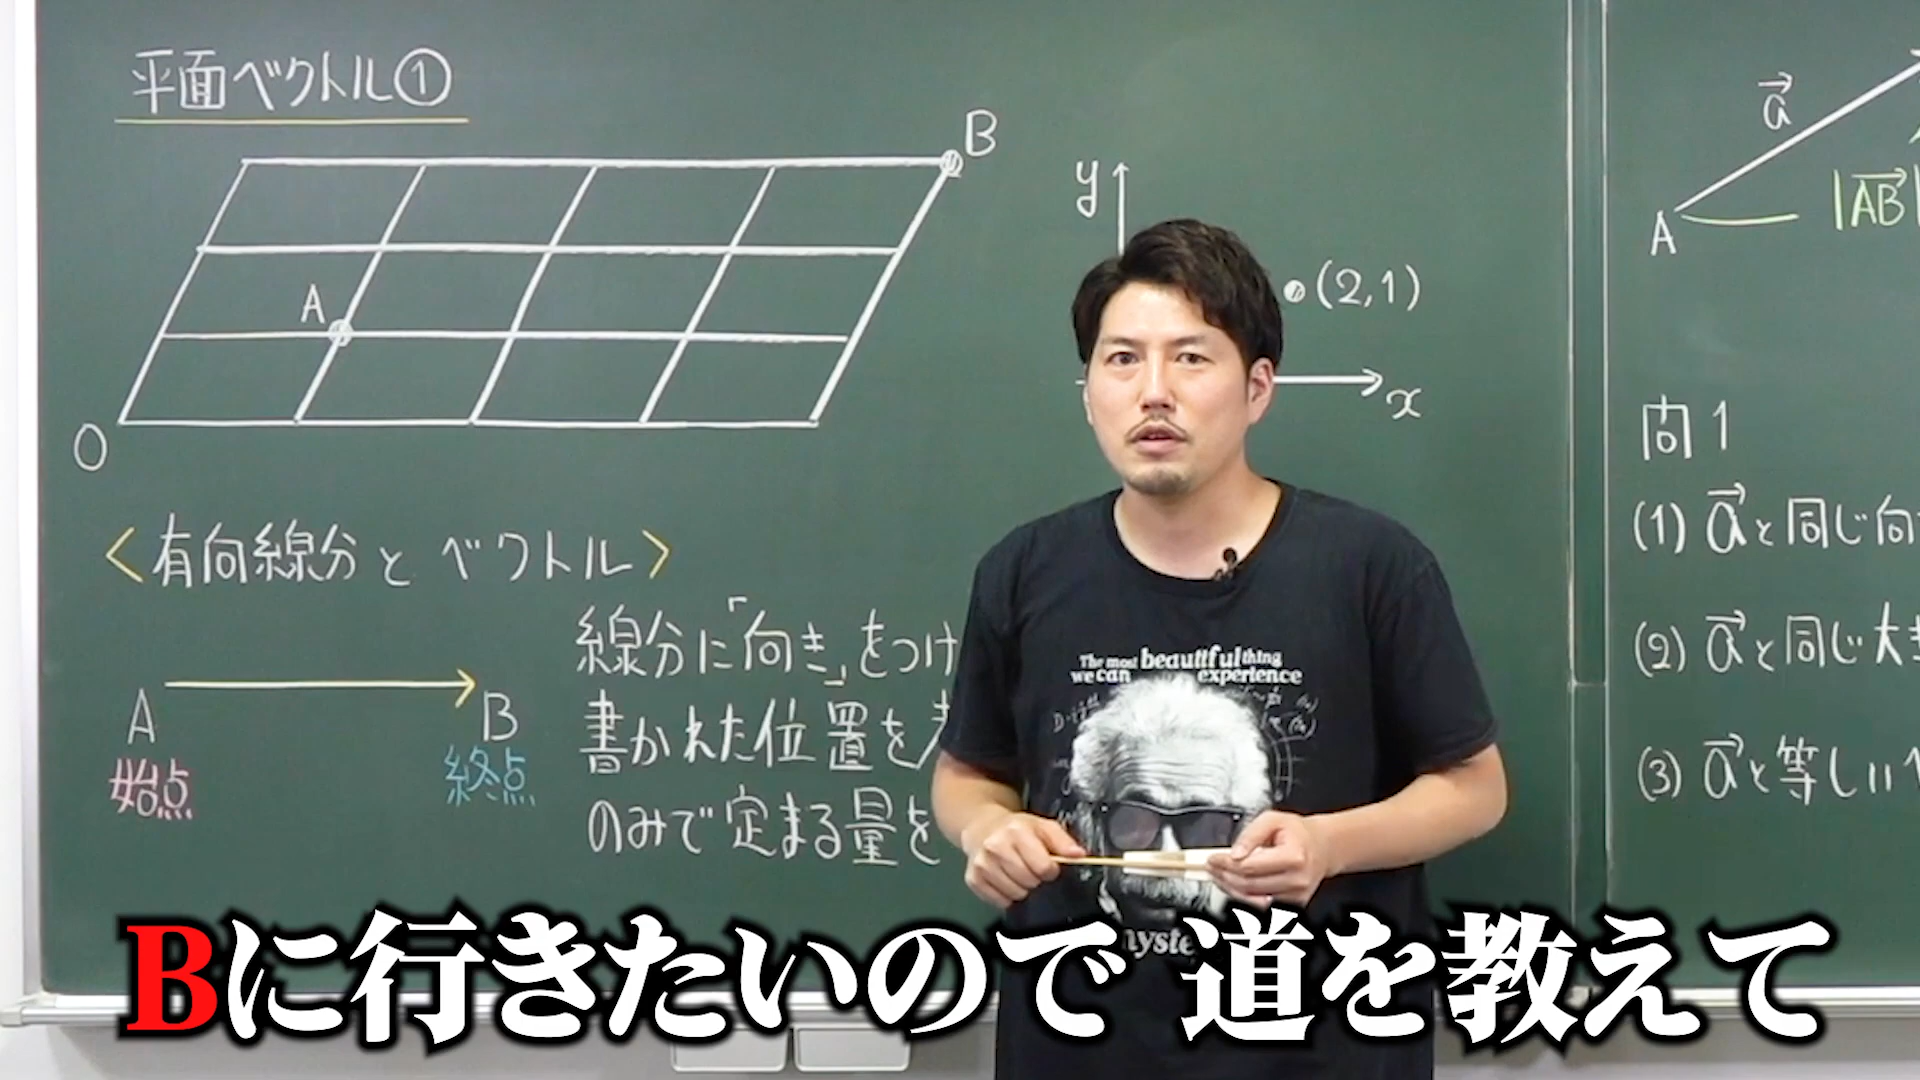 平面ベクトル①
B
A
O
y
(2,1)
x
a
A
|AB|
<有向線分とベクトル>
A
B
始点
終点
線分に「向き」をつけ
書かれた位置を
のみで定まる量を
問1
(1) aと同じ向
(2) aと同じ大
(3) aと等しい
The most beautiful thing
we can experience
Bに行きたいので 道を教えて